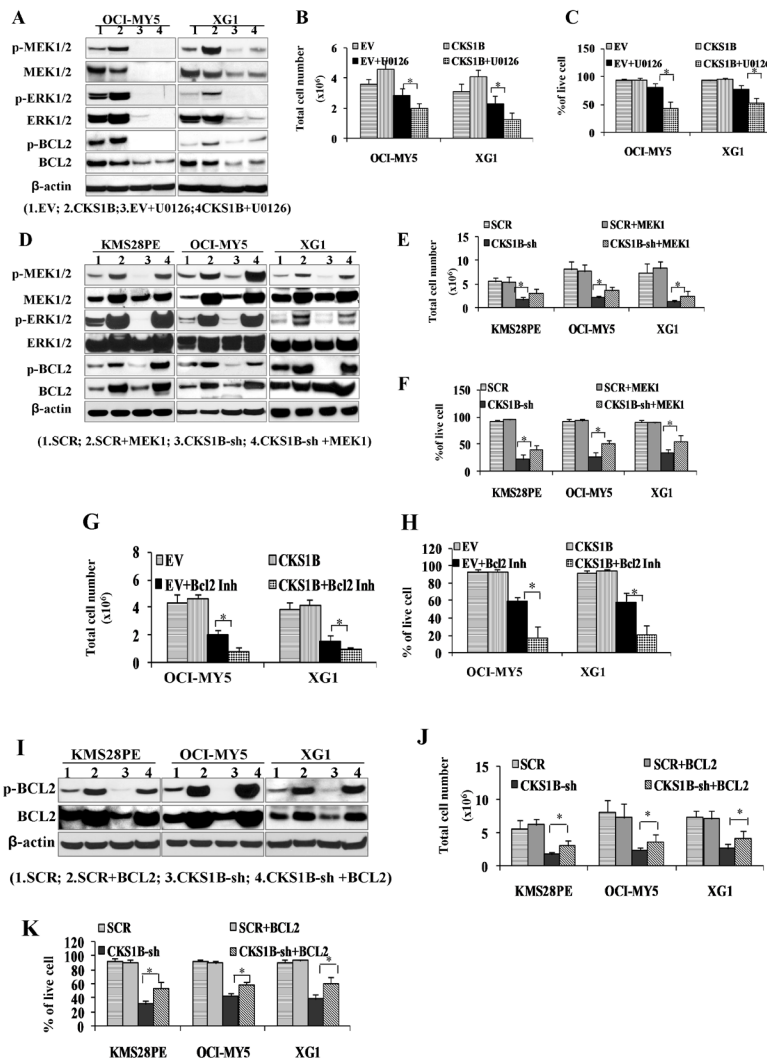 A
OCI-MY5 XG1
1 2 3 4 1 2 3 4
p-MEK1/2
MEK1/2
p-ERK1/2
ERK1/2
p-BCL2
BCL2
β-actin
(1.EV; 2.CKS1B;3.EV+U0126;4CKS1B+U0126)
B
EV CKS1B
EV+U0126 CKS1B+U0126
Total cell number
(x10⁶)
6
4
2
0
* *
OCI-MY5 XG1
C
EV CKS1B
EV+U0126 CKS1B+U0126
%of live cell
150
100
50
0
* *
OCI-MY5 XG1
D
KMS28PE OCI-MY5 XG1
1 2 3 4 1 2 3 4 1 2 3 4
p-MEK1/2
MEK1/2
p-ERK1/2
ERK1/2
p-BCL2
BCL2
β-actin
(1.SCR; 2.SCR+MEK1; 3.CKS1B-sh; 4.CKS1B-sh +MEK1)
E
SCR SCR+MEK1
CKS1B-sh CKS1B-sh+MEK1
Total cell number
(x10⁶)
15
10
5
0
* * *
KMS28PE OCI-MY5 XG1
F
SCR SCR+MEK1
CKS1B-sh CKS1B-sh+MEK1
%of live cell
150
100
50
0
* * *
KMS28PE OCI-MY5 XG1
G
EV CKS1B
EV+Bcl2 Inh CKS1B+Bcl2 Inh
Total cell number
(x10⁶)
8
6
4
2
0
* *
OCI-MY5 XG1
H
EV CKS1B
EV+Bcl2 Inh CKS1B+Bcl2 Inh
% of live cell
120
100
80
60
40
20
0
* *
OCI-MY5 XG1
I
KMS28PE OCI-MY5 XG1
1 2 3 4 1 2 3 4 1 2 3 4
p-BCL2
BCL2
β-actin
(1.SCR; 2.SCR+BCL2; 3.CKS1B-sh; 4.CKS1B-sh +BCL2)
J
SCR SCR+BCL2
CKS1B-sh CKS1B-sh+BCL2
Total cell number
(x10⁶)
15
10
5
0
* * *
KMS28PE OCI-MY5 XG1
K
SCR SCR+BCL2
CKS1B-sh CKS1B-sh+BCL2
% of live cell
120
100
80
60
40
20
0
* * *
KMS28PE OCI-MY5 XG1